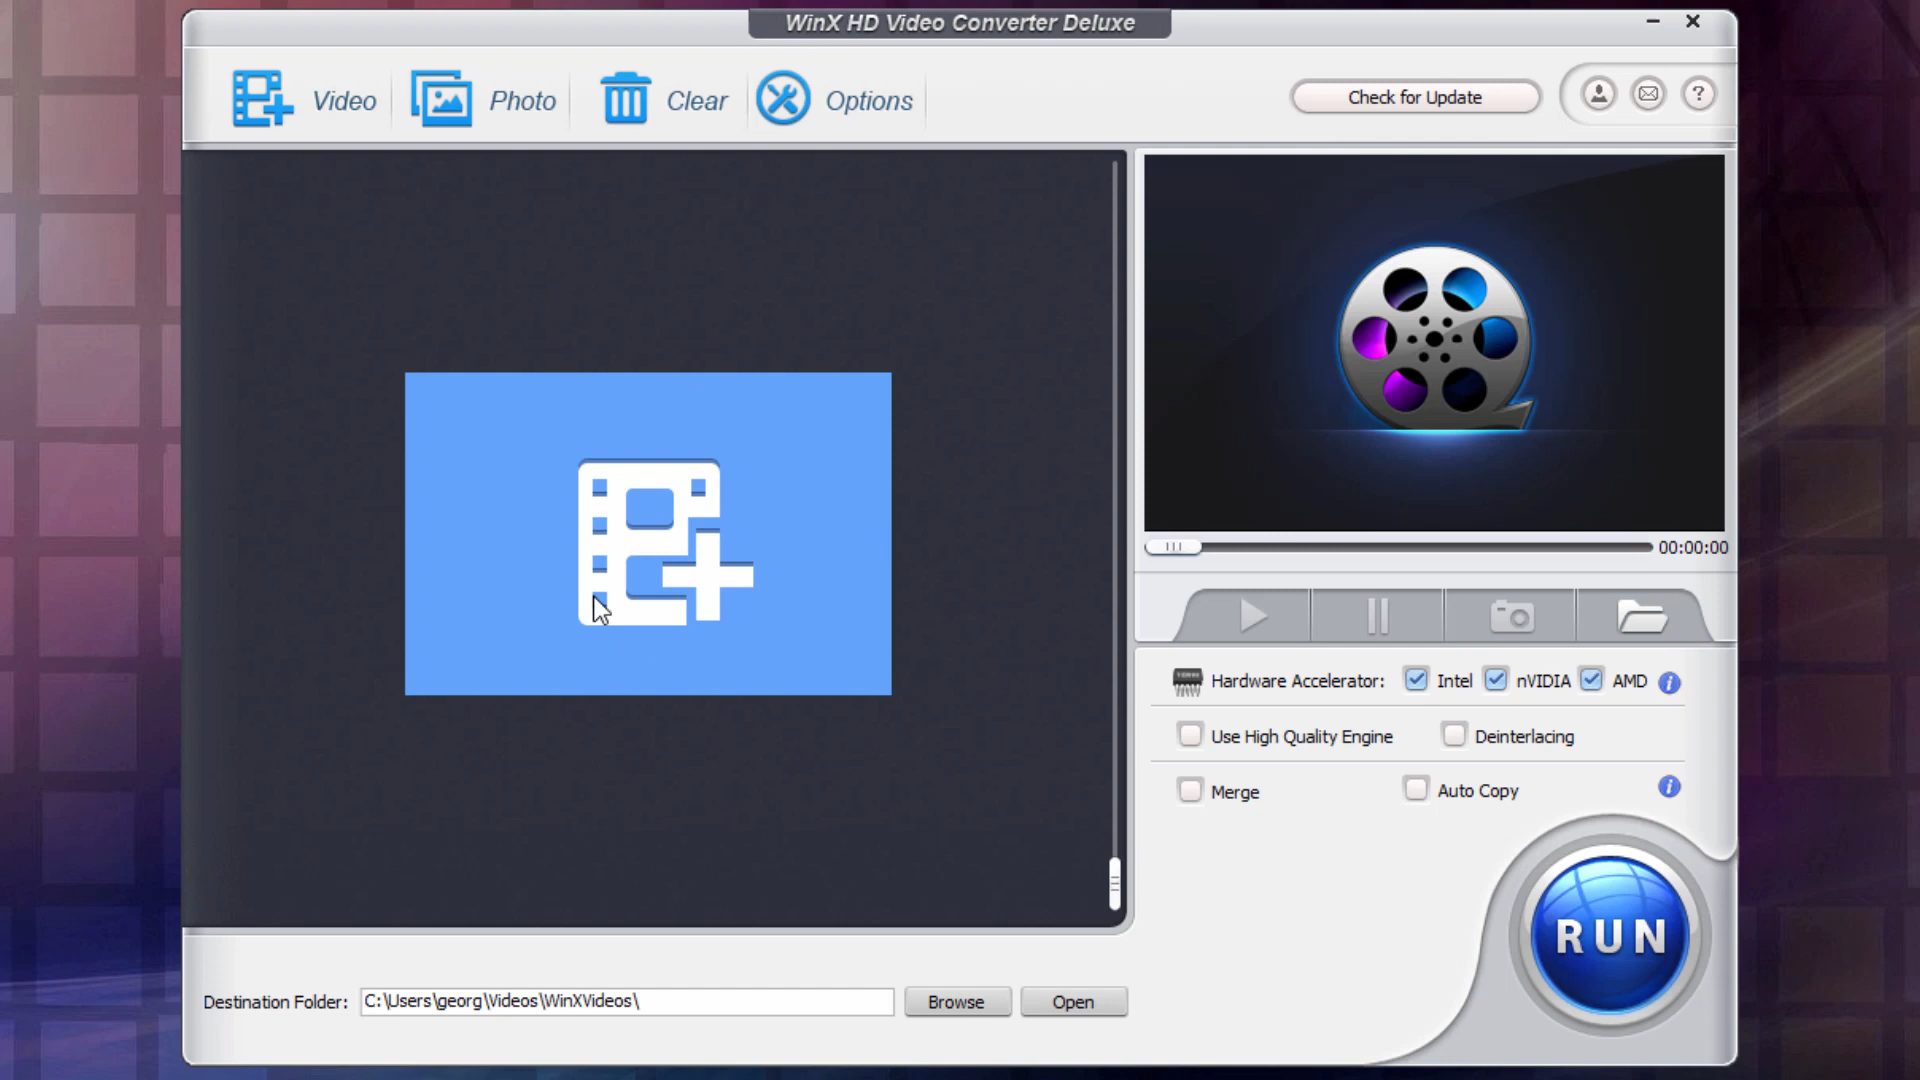 WinX HD Video Converter Deluxe
Video
Photo
Clear
Options
Check for Update
?
00:00:00
Hardware Accelerator:
Intel
nVIDIA
AMD
i
Use High Quality Engine
Deinterlacing
Merge
Auto Copy
i
RUN
Destination Folder:
C:\Users\georg\Videos\WinXVideos\
Browse
Open